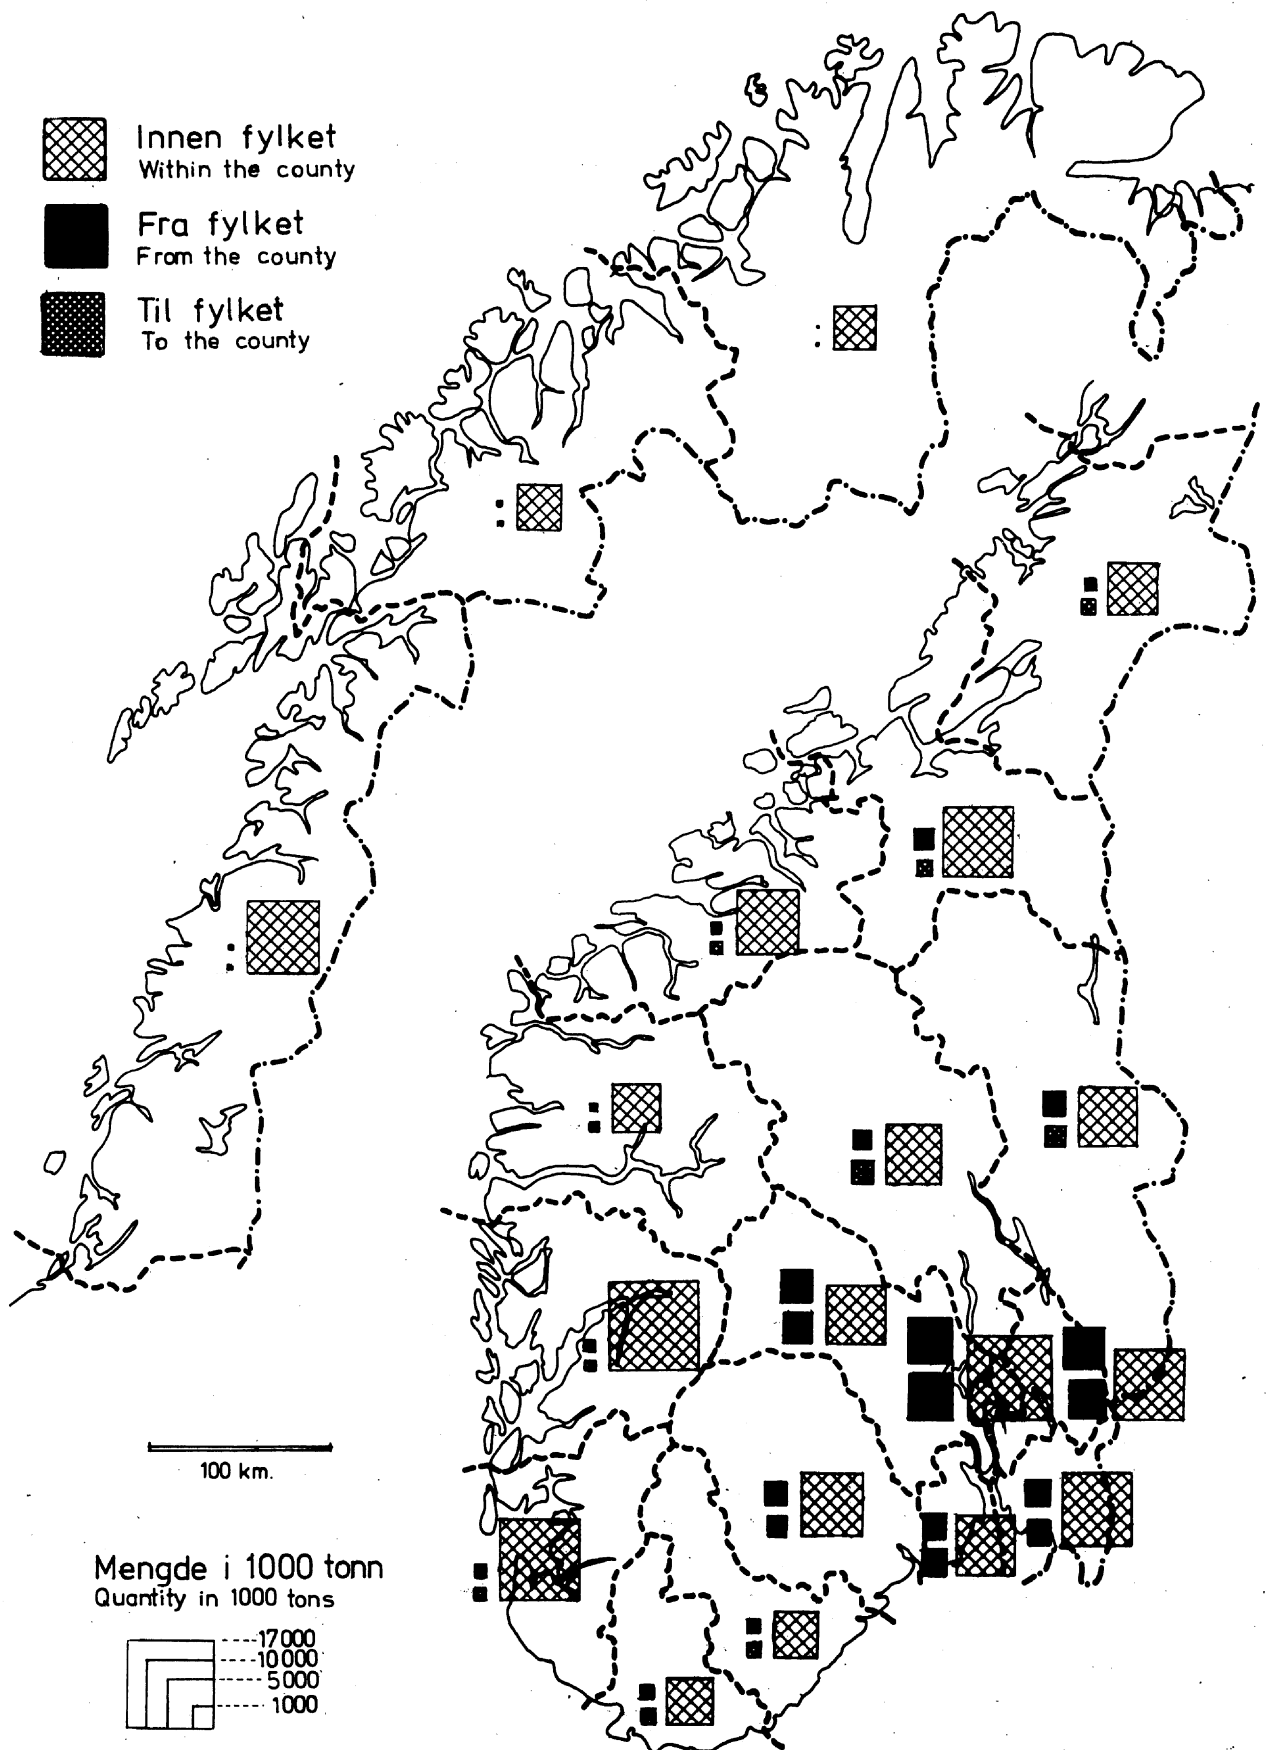 Innen fylket
Within the county
Fra fylket
From the county
Til fylket
To the county
100 km.
Mengde i 1000 tonn
Quantity in 1000 tons
17000
10000
5000
1000